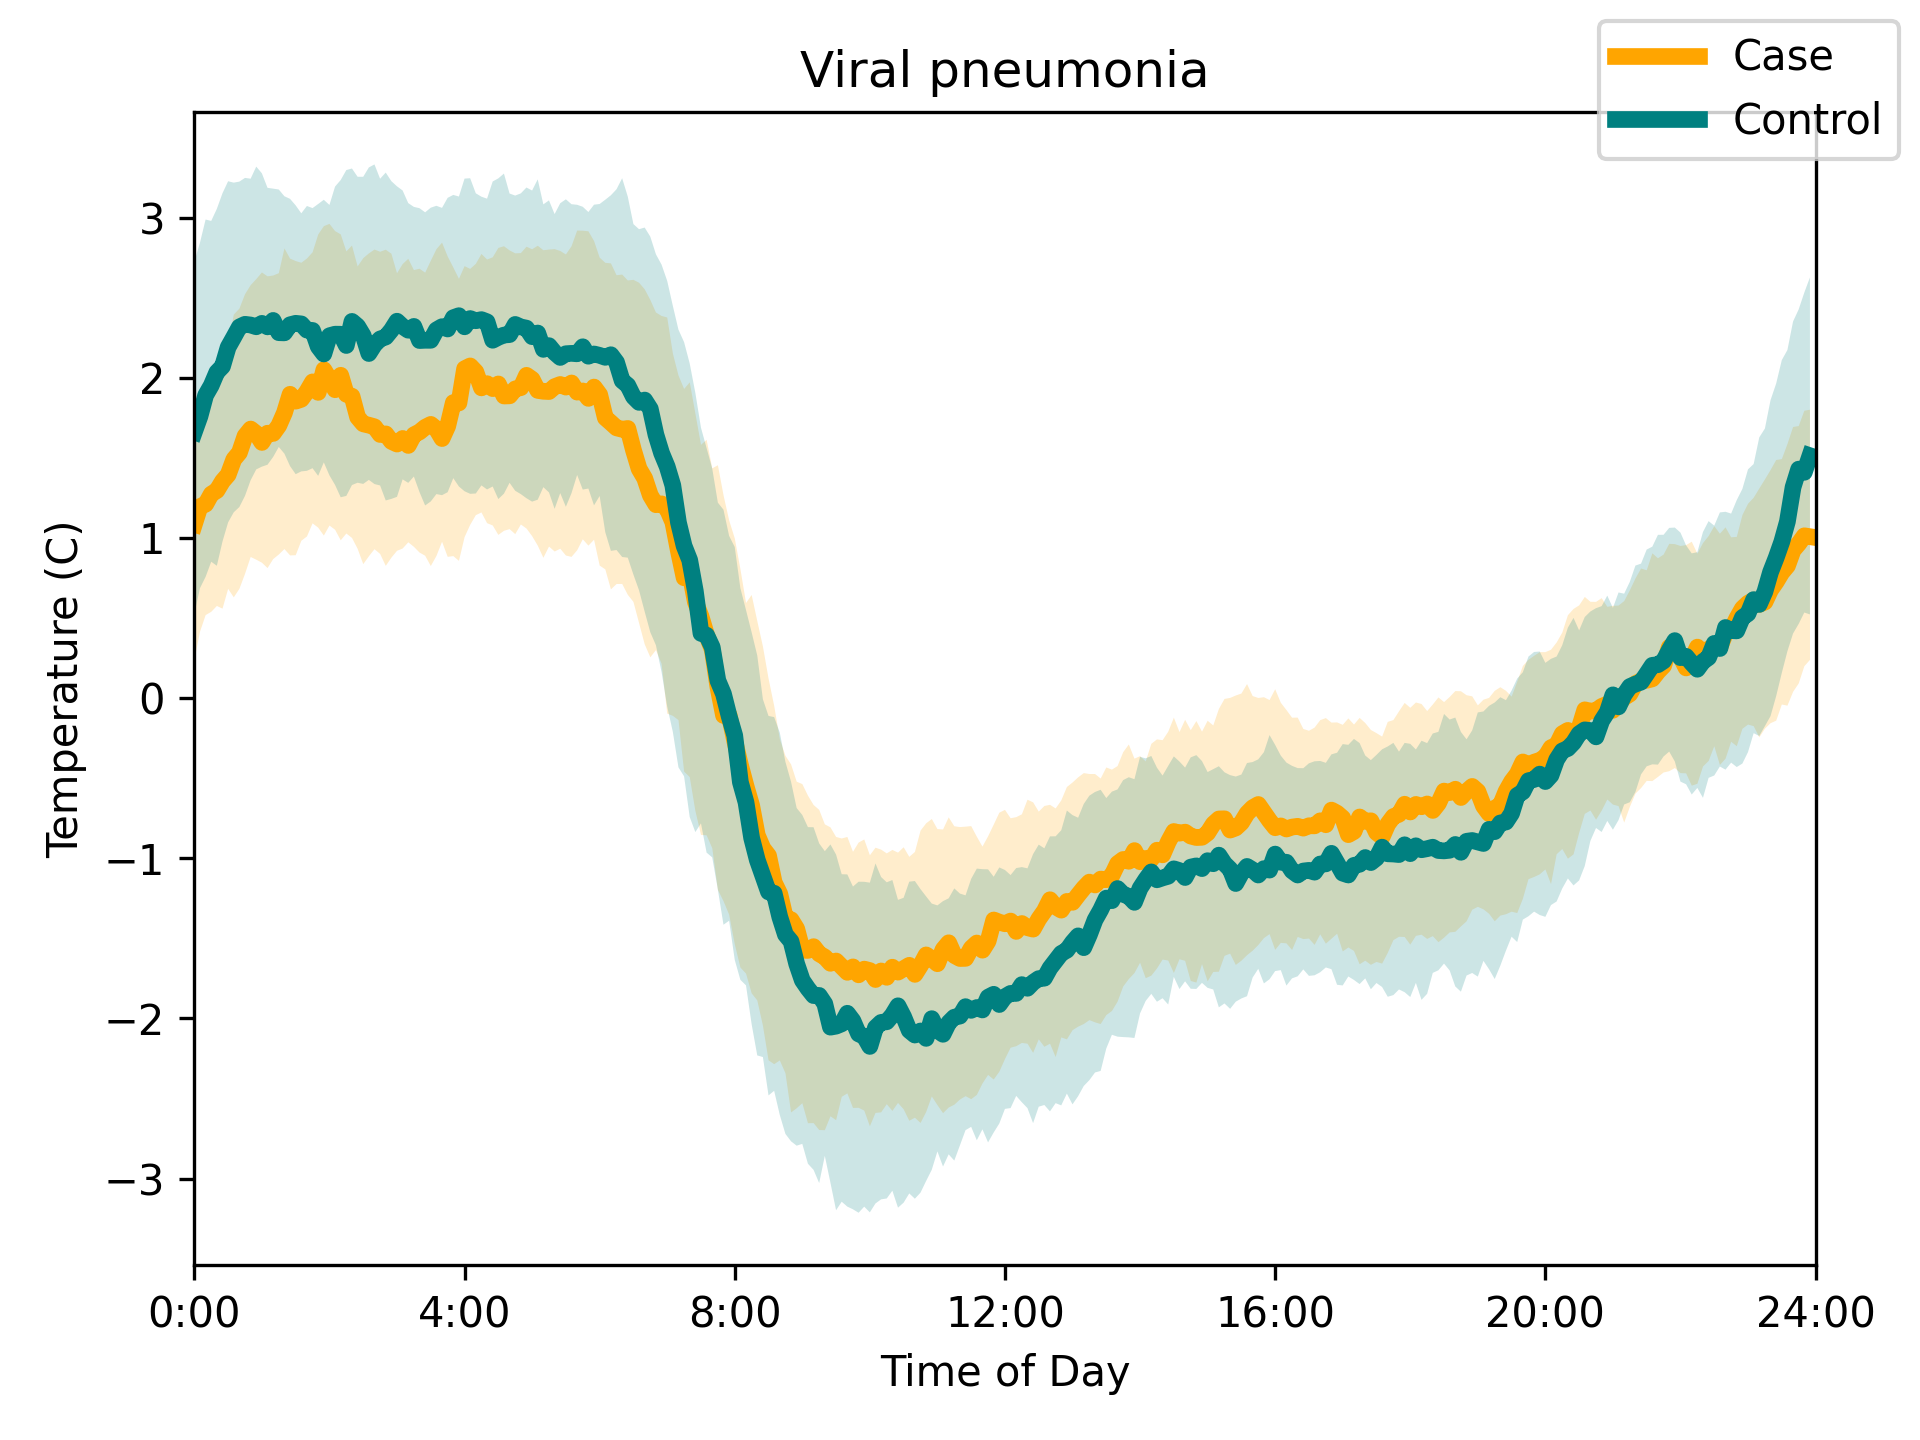 Viral pneumonia
Case
Control
Temperature (C)
3
2
1
0
−1
−2
−3
0:00 4:00 8:00 12:00 16:00 20:00 24:00
Time of Day